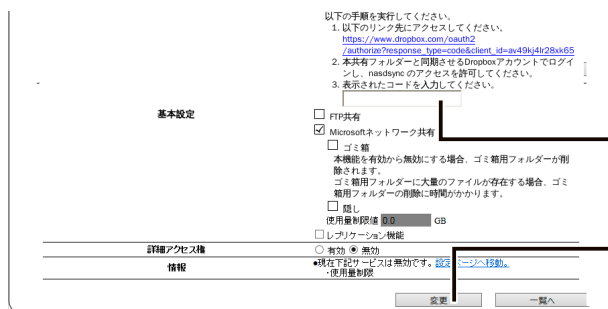 以下の手順を実行してください。
1. 以下のリンク先にアクセスしてください。
https://www.dropbox.com/oauth2
/authorize?response_type=code&client_id=av49kj4lr28xk65
2. 本共有フォルダーと同期させるDropboxアカウントでログイ
ンし、nasdsync のアクセスを許可してください。
3. 表示されたコードを入力してください。
基本設定
FTP共有
Microsoftネットワーク共有
ゴミ箱
本機能を有効から無効にする場合、ゴミ箱用フォルダーが削
除されます。
ゴミ箱用フォルダーに大量のファイルが存在する場合、ゴミ
箱用フォルダーの削除に時間がかかります。
隠し
使用量制限値 0.0 GB
レプリケーション機能
詳細アクセス権
有効 無効
情報
●現在下記サービスは無効です。設定ページへ移動。
・使用量制限
変更
一覧へ